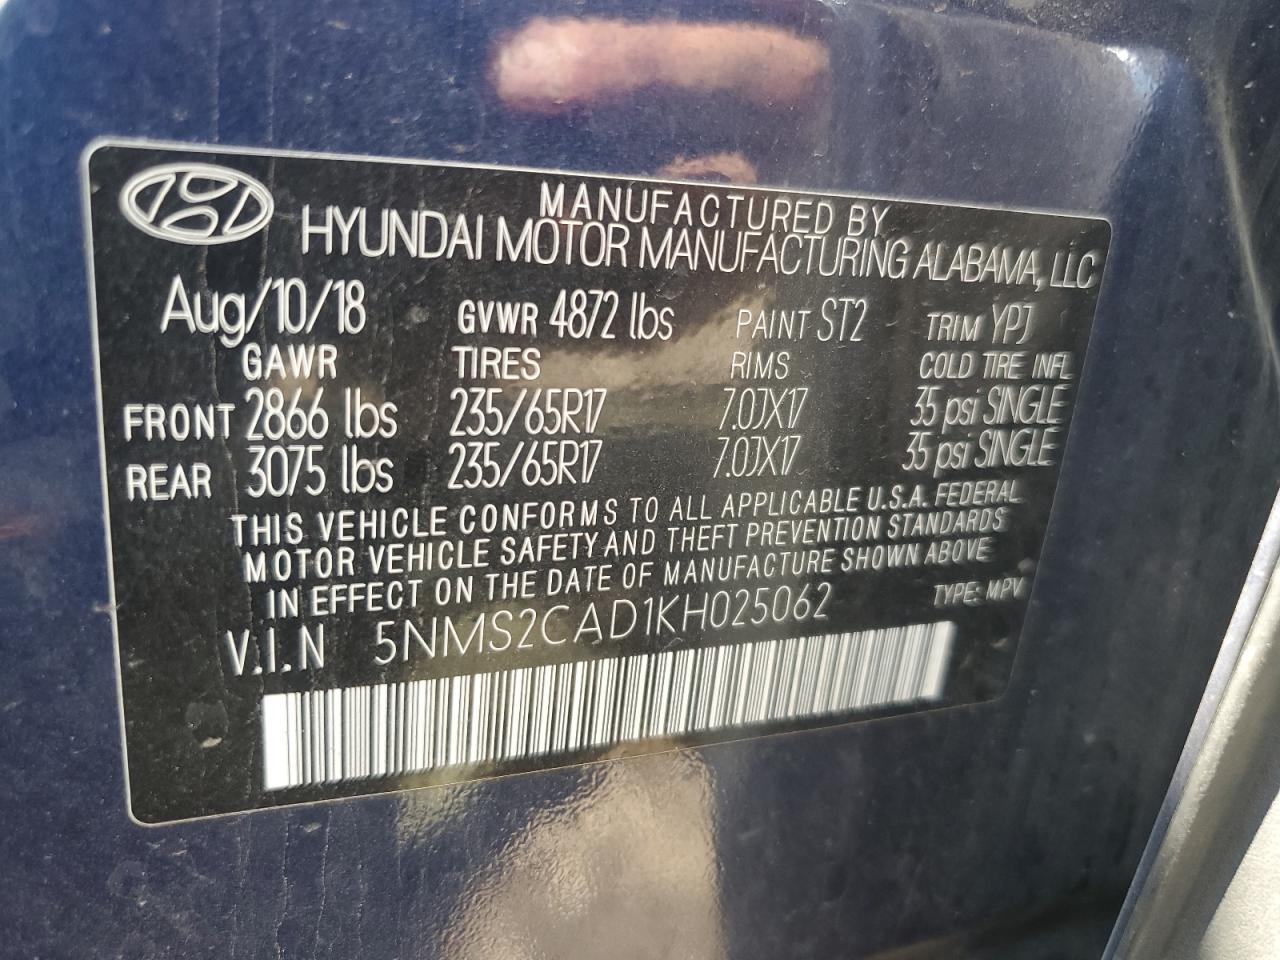 MANUFACTURED BY
HYUNDAI MOTOR MANUFACTURING ALABAMA, LLC
Aug/10/18 GVWR 4872 lbs PAINT ST2 TRIM YPJ
GAWR TIRES RIMS COLD TIRE INFL
FRONT 2866 lbs 235/65R17 7.0JX17 35 psi SINGLE
REAR 3075 lbs 235/65R17 7.0JX17 35 psi SINGLE
THIS VEHICLE CONFORMS TO ALL APPLICABLE U.S.A. FEDERAL
MOTOR VEHICLE SAFETY AND THEFT PREVENTION STANDARDS
IN EFFECT ON THE DATE OF MANUFACTURE SHOWN ABOVE
V.I.N 5NMS2CAD1KH025062 TYPE: MPV